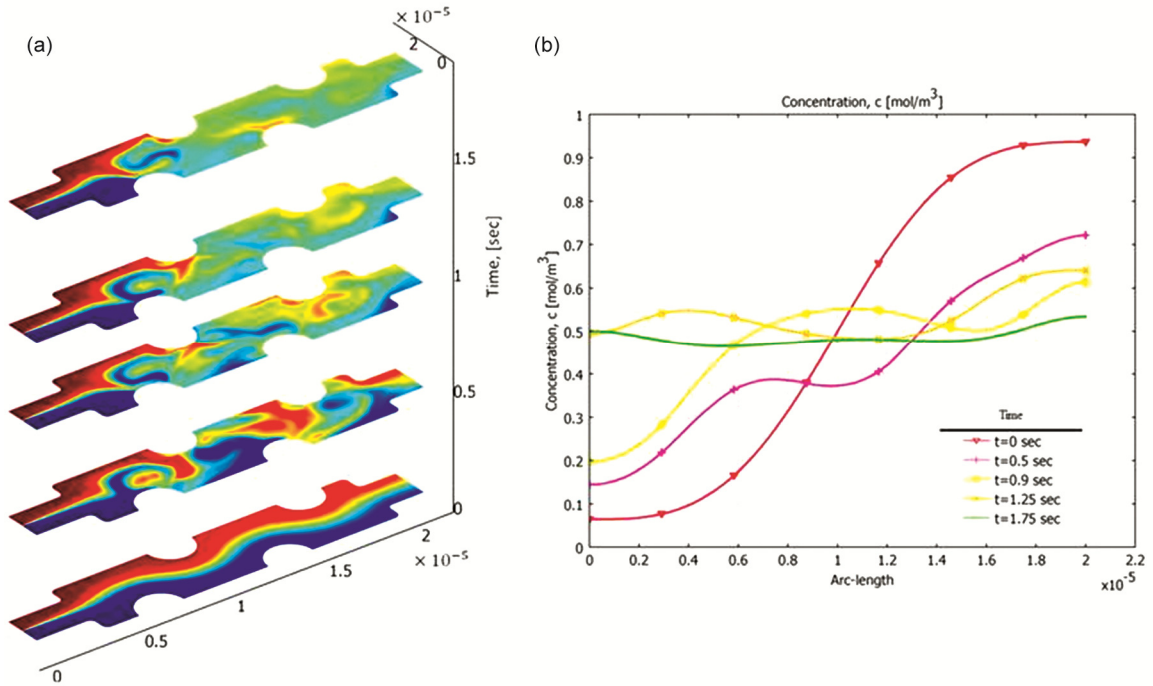 (a)
× 10⁻⁵
2
0
1.5
1
0.5
0
Time, [sec]
2
× 10⁻⁵
1.5
1
0.5
0
(b)
Concentration, c [mol/m³]
1
0.9
0.8
0.7
0.6
0.5
0.4
0.3
0.2
0.1
0
Concentration, c [mol/m³]
Time
t=0 sec
t=0.5 sec
t=0.9 sec
t=1.25 sec
t=1.75 sec
0 0.2 0.4 0.6 0.8 1 1.2 1.4 1.6 1.8 2 2.2
Arc-length
×10⁻⁵